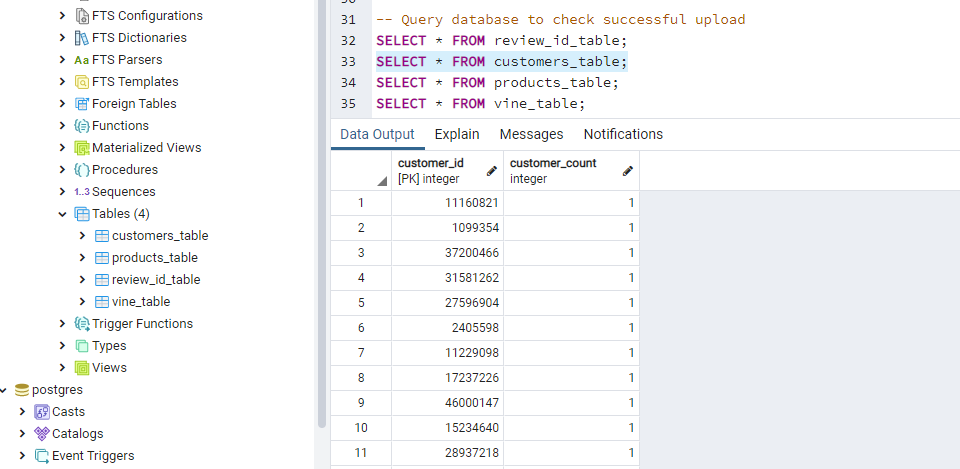 FTS Configurations
FTS Dictionaries
Aa FTS Parsers
FTS Templates
Foreign Tables
Functions
Materialized Views
Procedures
1..3 Sequences
Tables (4)
customers_table
products_table
review_id_table
vine_table
Trigger Functions
Types
Views
postgres
Casts
Catalogs
Event Triggers
31 -- Query database to check successful upload
32 SELECT * FROM review_id_table;
33 SELECT * FROM customers_table;
34 SELECT * FROM products_table;
35 SELECT * FROM vine_table;
Data Output Explain Messages Notifications
customer_id customer_count
[PK] integer integer
1 11160821 1
2 1099354 1
3 37200466 1
4 31581262 1
5 27596904 1
6 2405598 1
7 11229098 1
8 17237226 1
9 46000147 1
10 15234640 1
11 28937218 1